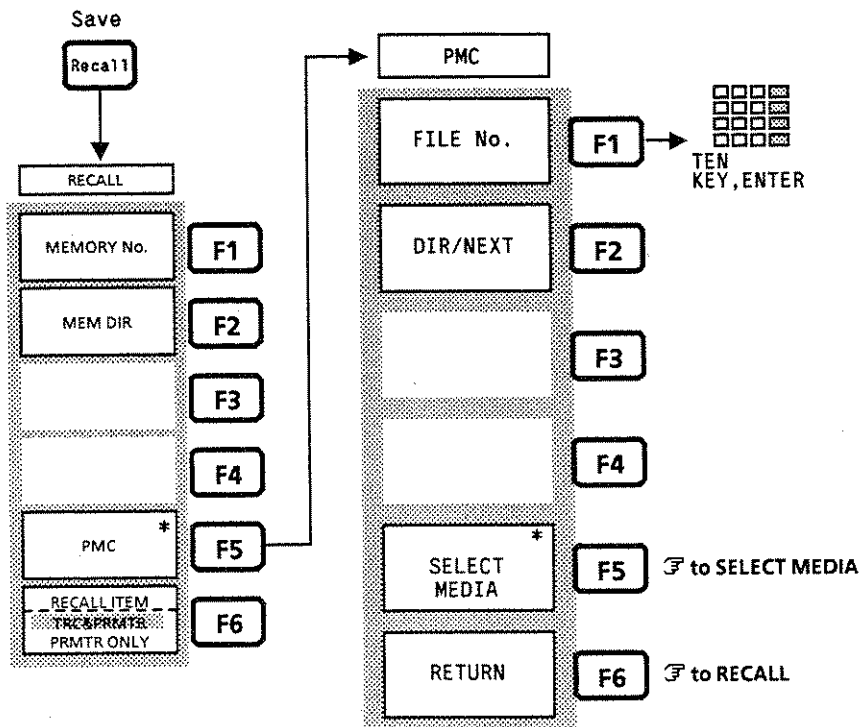 Save
Recall
RECALL
MEMORY No.
F1
MEM DIR
F2
F3
F4
PMC *
F5
RECALL ITEM
TRC&PRMTR
PRMTR ONLY
F6
PMC
FILE No.
F1
TEN
KEY,ENTER
DIR/NEXT
F2
F3
F4
*
SELECT
MEDIA
F5
☞ to SELECT MEDIA
RETURN
F6
☞ to RECALL